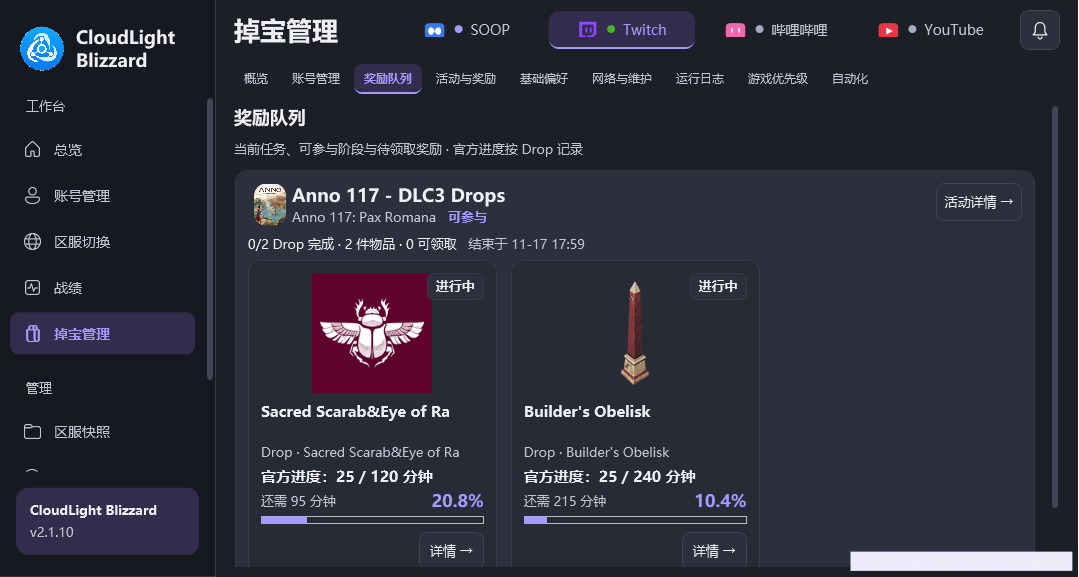 CloudLight
Blizzard
工作台
总览
账号管理
区服切换
战绩
掉宝管理
管理
区服快照
CloudLight Blizzard
v2.1.10
掉宝管理
SOOP
Twitch
哔哩哔哩
YouTube
概览
账号管理
奖励队列
活动与奖励
基础偏好
网络与维护
运行日志
游戏优先级
自动化
奖励队列
当前任务、可参与阶段与待领取奖励 · 官方进度按 Drop 记录
ANNO
Anno 117 - DLC3 Drops
Anno 117: Pax Romana 可参与
活动详情→
0/2 Drop 完成 · 2 件物品 · 0 可领取 结束于 11-17 17:59
进行中
Sacred Scarab&Eye of Ra
Drop · Sacred Scarab&Eye of Ra
官方进度：25 / 120 分钟
还需 95 分钟 20.8%
详情→
进行中
Builder's Obelisk
Drop · Builder's Obelisk
官方进度：25 / 240 分钟
还需 215 分钟 10.4%
详情→